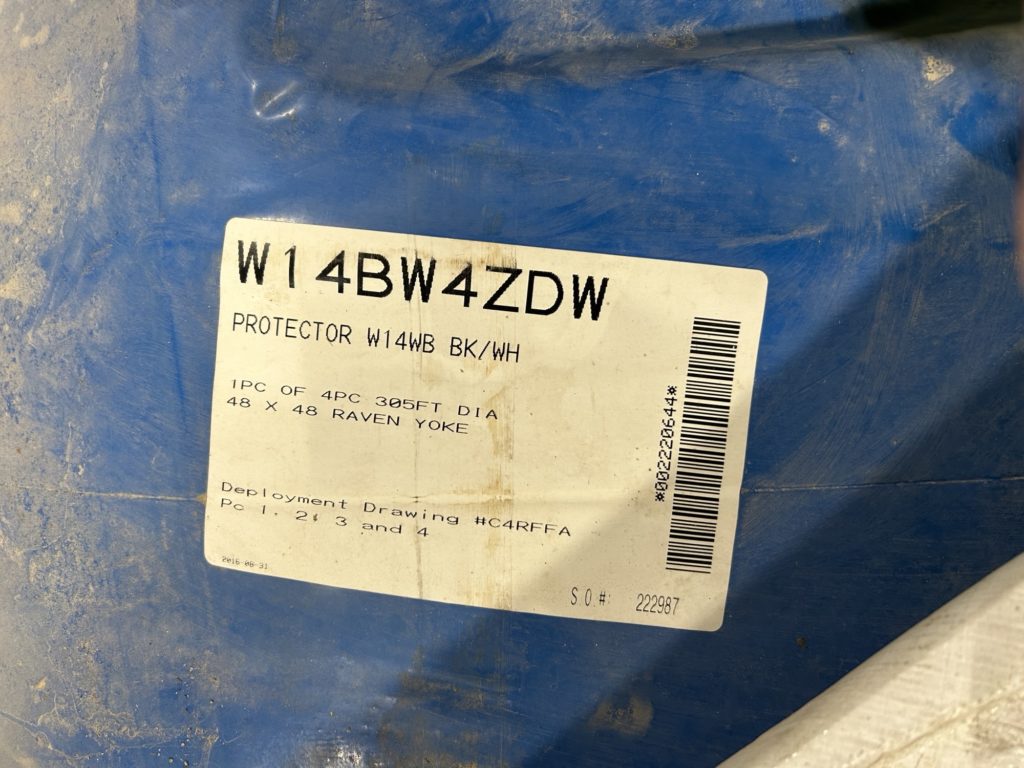 W14BW4ZDW
PROTECTOR W14WB BK/WH
1PC OF 4PC 305FT DIA
48 X 48 RAVEN YOKE
*002220644*
Deployment Drawing #C4RFFA
Pc 1, 2, 3 and 4
2016-08-31
S.O.#: 222987